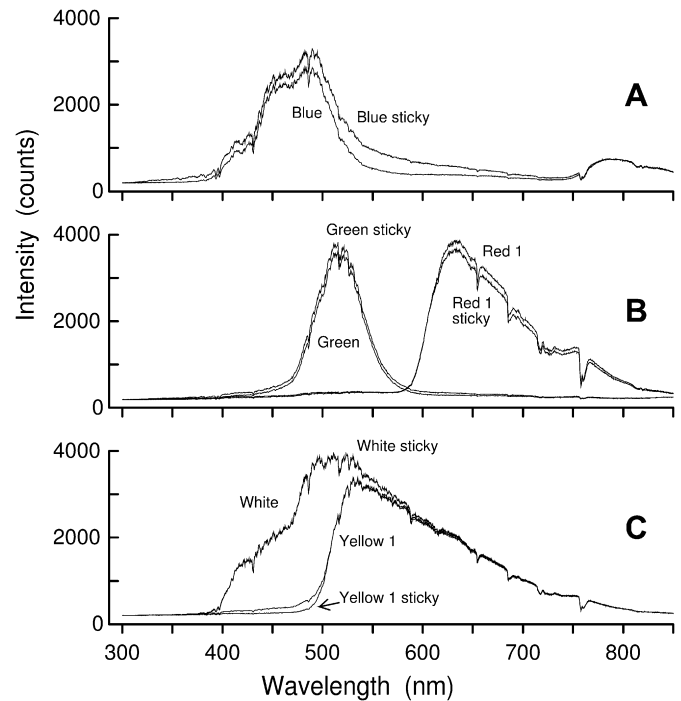 4000
A
2000
Blue
Blue sticky
0
Intensity (counts)
4000
Green sticky
Red 1
B
Red 1
sticky
2000
Green
0
4000
White sticky
White
C
2000
Yellow 1
Yellow 1 sticky
0
300 400 500 600 700 800
Wavelength (nm)